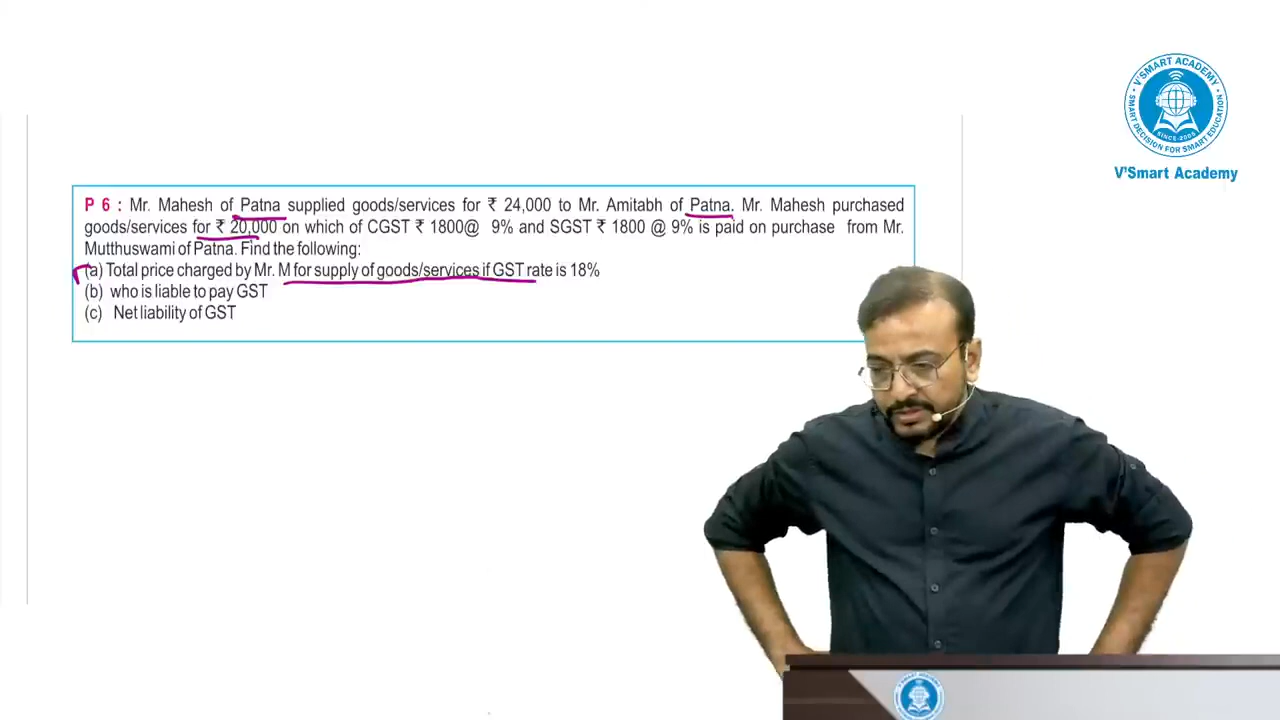 V'SMART ACADEMY
SMART DECISION FOR SMART EDUCATION
SINCE-2005
V'Smart Academy
P 6 : Mr. Mahesh of Patna supplied goods/services for ₹ 24,000 to Mr. Amitabh of Patna. Mr. Mahesh purchased
goods/services for ₹ 20,000 on which of CGST ₹ 1800@ 9% and SGST ₹ 1800 @ 9% is paid on purchase from Mr.
Mutthuswami of Patna. Find the following:
(a) Total price charged by Mr. M for supply of goods/services if GST rate is 18%
(b) who is liable to pay GST
(c) Net liability of GST